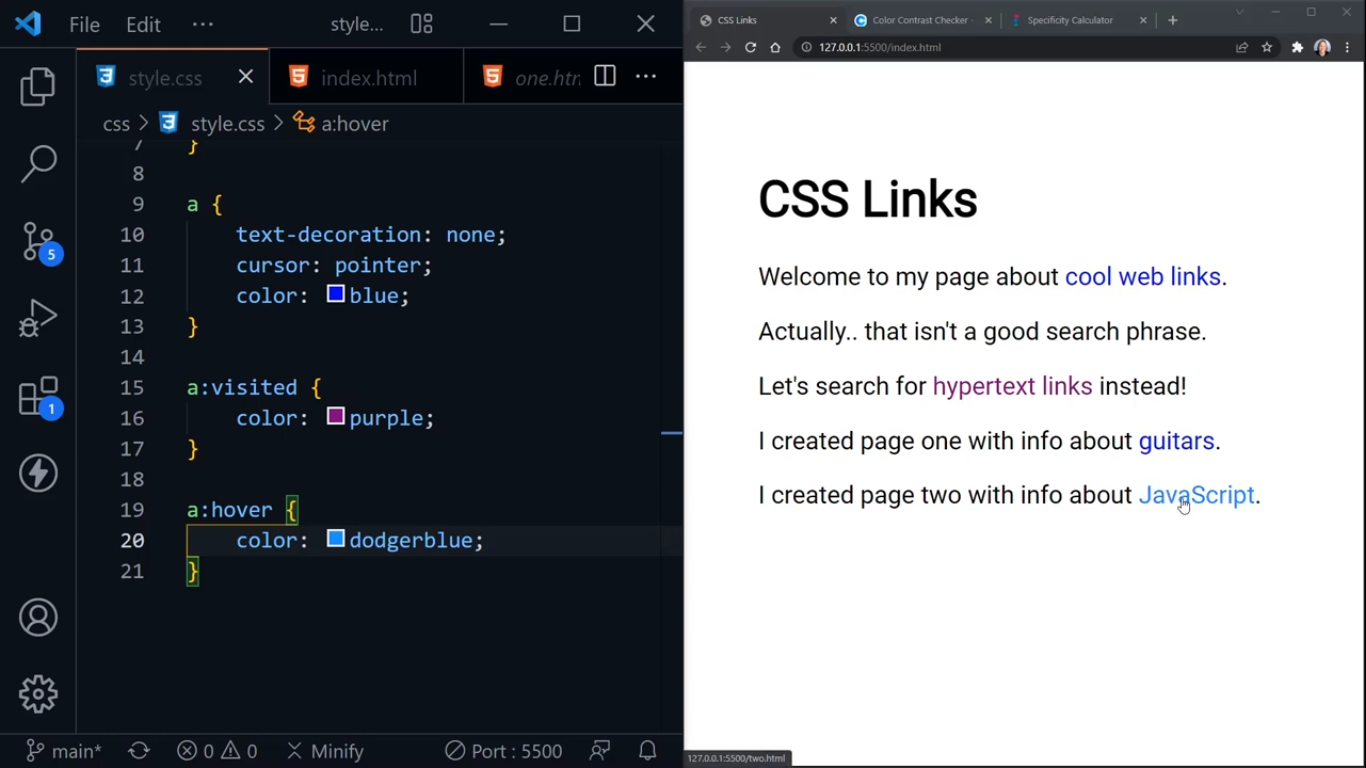 File Edit ··· style...
style.css index.html one.htm
css > style.css > a:hover
7 }
8
9 a {
10 text-decoration: none;
11 cursor: pointer;
12 color: blue;
13 }
14
15 a:visited {
16 color: purple;
17 }
18
19 a:hover {
20 color: dodgerblue;
21 }
5
1
main* 0 0 Minify Port : 5500
CSS Links Color Contrast Checker - Specificity Calculator
127.0.0.1:5500/index.html
CSS Links
Welcome to my page about cool web links.
Actually.. that isn't a good search phrase.
Let's search for hypertext links instead!
I created page one with info about guitars.
I created page two with info about JavaScript.
127.0.0.1:5500/two.html